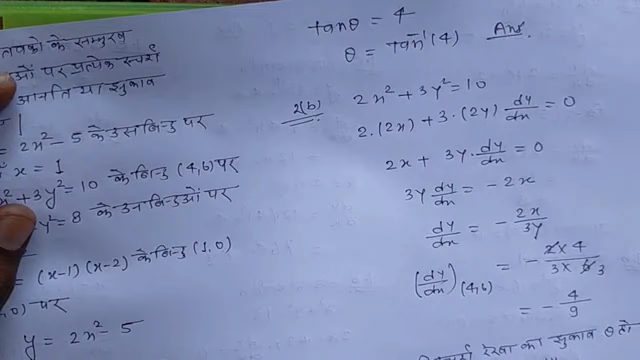 के सम्मुख
ओं पर प्रत्येक स्पर्श
आनति या झुकाव
= 2x² - 5 के उस बिन्दु पर
x = 1
x² + 3y² = 10 के बिन्दु (4,6) पर
y² = 8 के उन बिन्दुओं पर
= (x-1)(x-2) के बिन्दु (1,0)
0) पर
y = 2x² - 5
tanθ = 4
θ = tan⁻¹(4) Ans.
2(b) 2x² + 3y² = 10
2·(2x) + 3·(2y) dy/dx = 0
2x + 3y·dy/dx = 0
3y dy/dx = -2x
dy/dx = - 2x/3y
(dy/dx)(4,6) = - 2×4/3×6 3
= - 4/9
रेखा का झुकाव θ तो